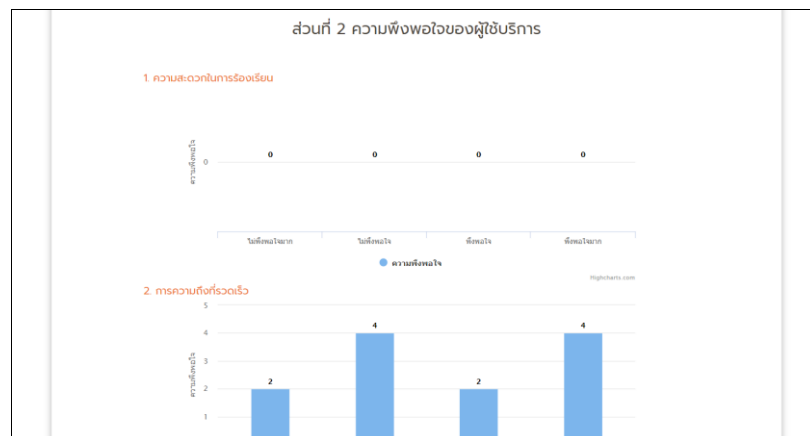 ส่วนที่ 2 ความพึงพอใจของผู้ใช้บริการ
1. ความสะดวกในการร้องเรียน
ความพึงพอใจ
0
0 0 0 0
ไม่พึงพอใจมาก ไม่พึงพอใจ พึงพอใจ พึงพอใจมาก
ความพึงพอใจ
Highcharts.com
2. การความถึงที่รวดเร็ว
ความพึงพอใจ
5
4
3
2
1
2 4 2 4